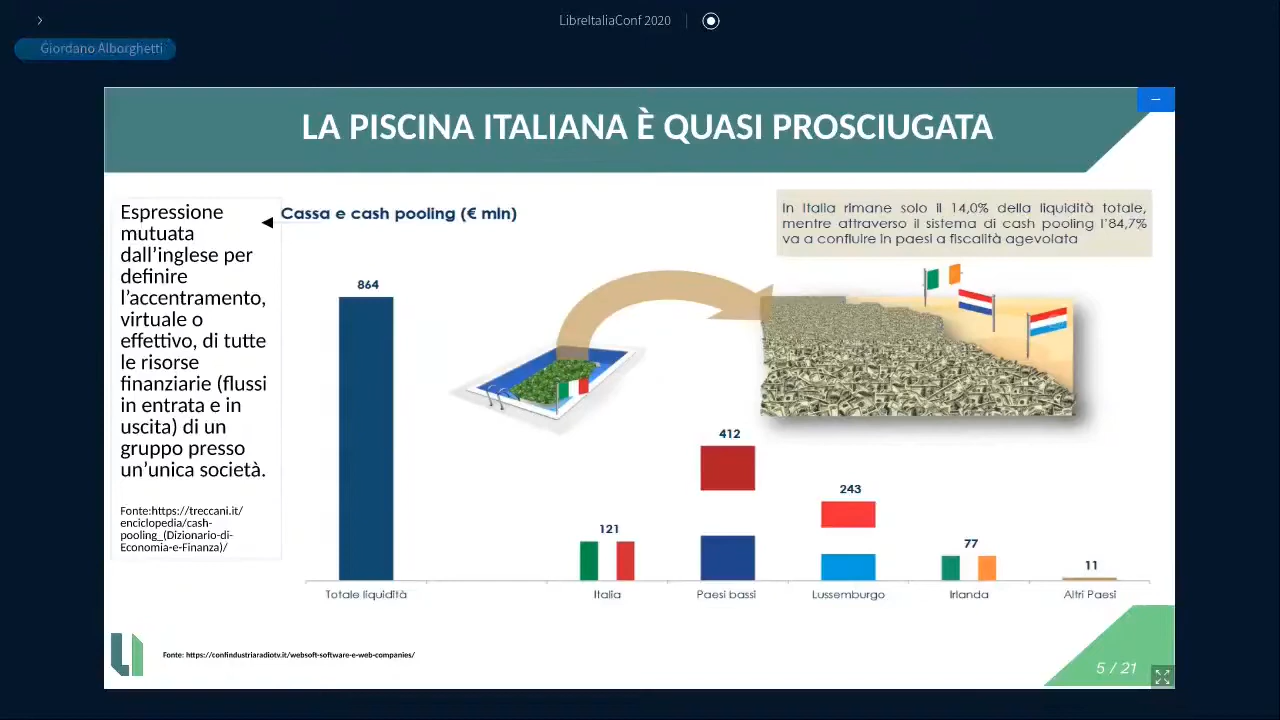 LibreItaliaConf 2020
Giordano Alborghetti
LA PISCINA ITALIANA È QUASI PROSCIUGATA
Espressione
mutuata
dall'inglese per
definire
l'accentramento,
virtuale o
effettivo, di tutte
le risorse
finanziarie (flussi
in entrata e in
uscita) di un
gruppo presso
un'unica società.
Fonte:https://treccani.it/
enciclopedia/cash-
pooling_(Dizionario-di-
Economia-e-Finanza)/
Cassa e cash pooling (€ mln)
In Italia rimane solo il 14,0% della liquidità totale,
mentre attraverso il sistema di cash pooling l'84,7%
va a confluire in paesi a fiscalità agevolata
864
121
412
243
77
11
Totale liquidità
Italia
Paesi bassi
Lussemburgo
Irlanda
Altri Paesi
Fonte: https://confindustriaradiotv.it/websoft-software-e-web-companies/
5 / 21